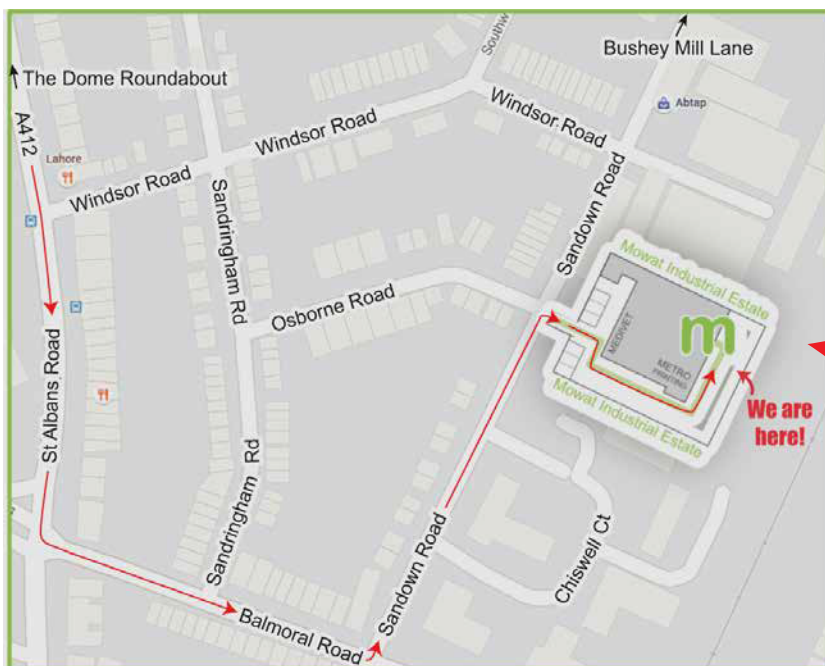 Southw
Bushey Mill Lane
The Dome Roundabout
A412
Windsor Road
Abtap
Windsor Road
Lahore
Windsor Road
Sandown Road
Sandringham Rd
Mowat Industrial Estate
Osborne Road
m
MEDIVET
METRO
PRINTING
St Albans Road
Mowat Industrial Estate
We are
here!
Sandringham Rd
Sandown Road
Chiswell Ct
Balmoral Road